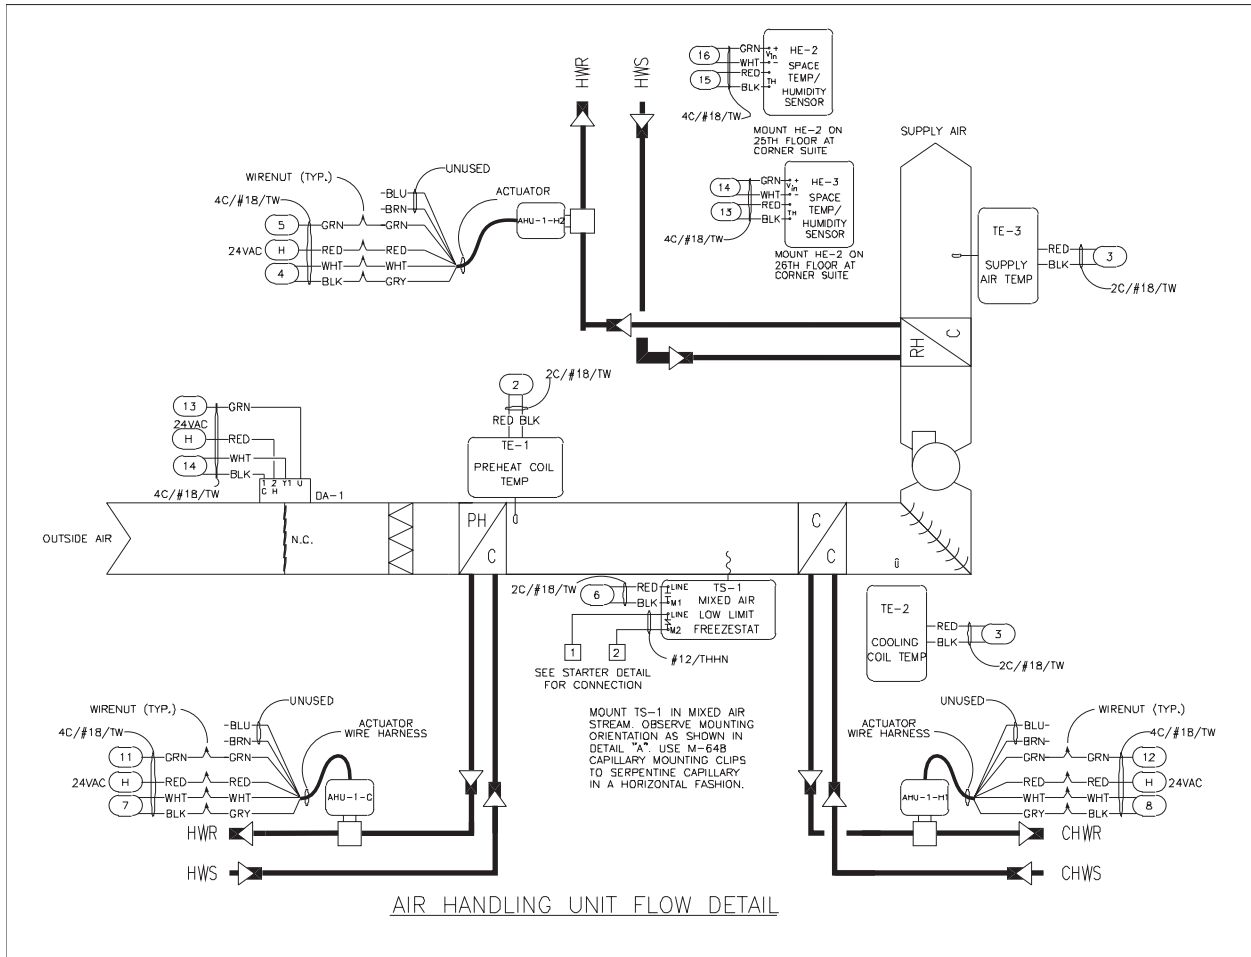 HWR
HWS
16
15
GRN
WHT
RED
BLK
+
Vin
-
TH
HE-2
SPACE
TEMP/
HUMIDITY
SENSOR
4C/#18/TW
MOUNT HE-2 ON
25TH FLOOR AT
CORNER SUITE
14
13
GRN
WHT
RED
BLK
+
Vin
-
TH
HE-3
SPACE
TEMP/
HUMIDITY
SENSOR
4C/#18/TW
MOUNT HE-2 ON
26TH FLOOR AT
CORNER SUITE
SUPPLY AIR
TE-3
SUPPLY
AIR TEMP
RED
BLK
3
2C/#18/TW
WIRENUT (TYP.)
UNUSED
4C/#18/TW
BLU
BRN
ACTUATOR
5
GRN
GRN
24VAC
H
RED
RED
4
WHT
WHT
BLK
GRY
AHU-1-H2
RH
C
2
2C/#18/TW
RED BLK
TE-1
PREHEAT COIL
TEMP
13
GRN
24VAC
H
RED
14
WHT
BLK
4C/#18/TW
1 2 Y1 U
C H
DA-1
OUTSIDE AIR
N.C.
PH
C
C
C
2C/#18/TW
6
RED
BLK
LINE
M1
LINE
M2
TS-1
MIXED AIR
LOW LIMIT
FREEZESTAT
1
2
#12/THHN
SEE STARTER DETAIL
FOR CONNECTION
TE-2
COOLING
COIL TEMP
RED
BLK
3
2C/#18/TW
MOUNT TS-1 IN MIXED AIR
STREAM. OBSERVE MOUNTING
ORIENTATION AS SHOWN IN
DETAIL "A". USE M-648
CAPILLARY MOUNTING CLIPS
TO SERPENTINE CAPILLARY
IN A HORIZONTAL FASHION.
WIRENUT (TYP.)
UNUSED
4C/#18/TW
BLU
BRN
ACTUATOR
WIRE HARNESS
11
GRN
GRN
24VAC
H
RED
RED
7
WHT
WHT
BLK
GRY
AHU-1-C
HWR
HWS
UNUSED
WIRENUT (TYP.)
ACTUATOR
WIRE HARNESS
BLU
BRN
4C/#18/TW
GRN
GRN
12
RED
RED
H
24VAC
WHT
WHT
8
GRY
BLK
AHU-1-H1
CHWR
CHWS
AIR HANDLING UNIT FLOW DETAIL